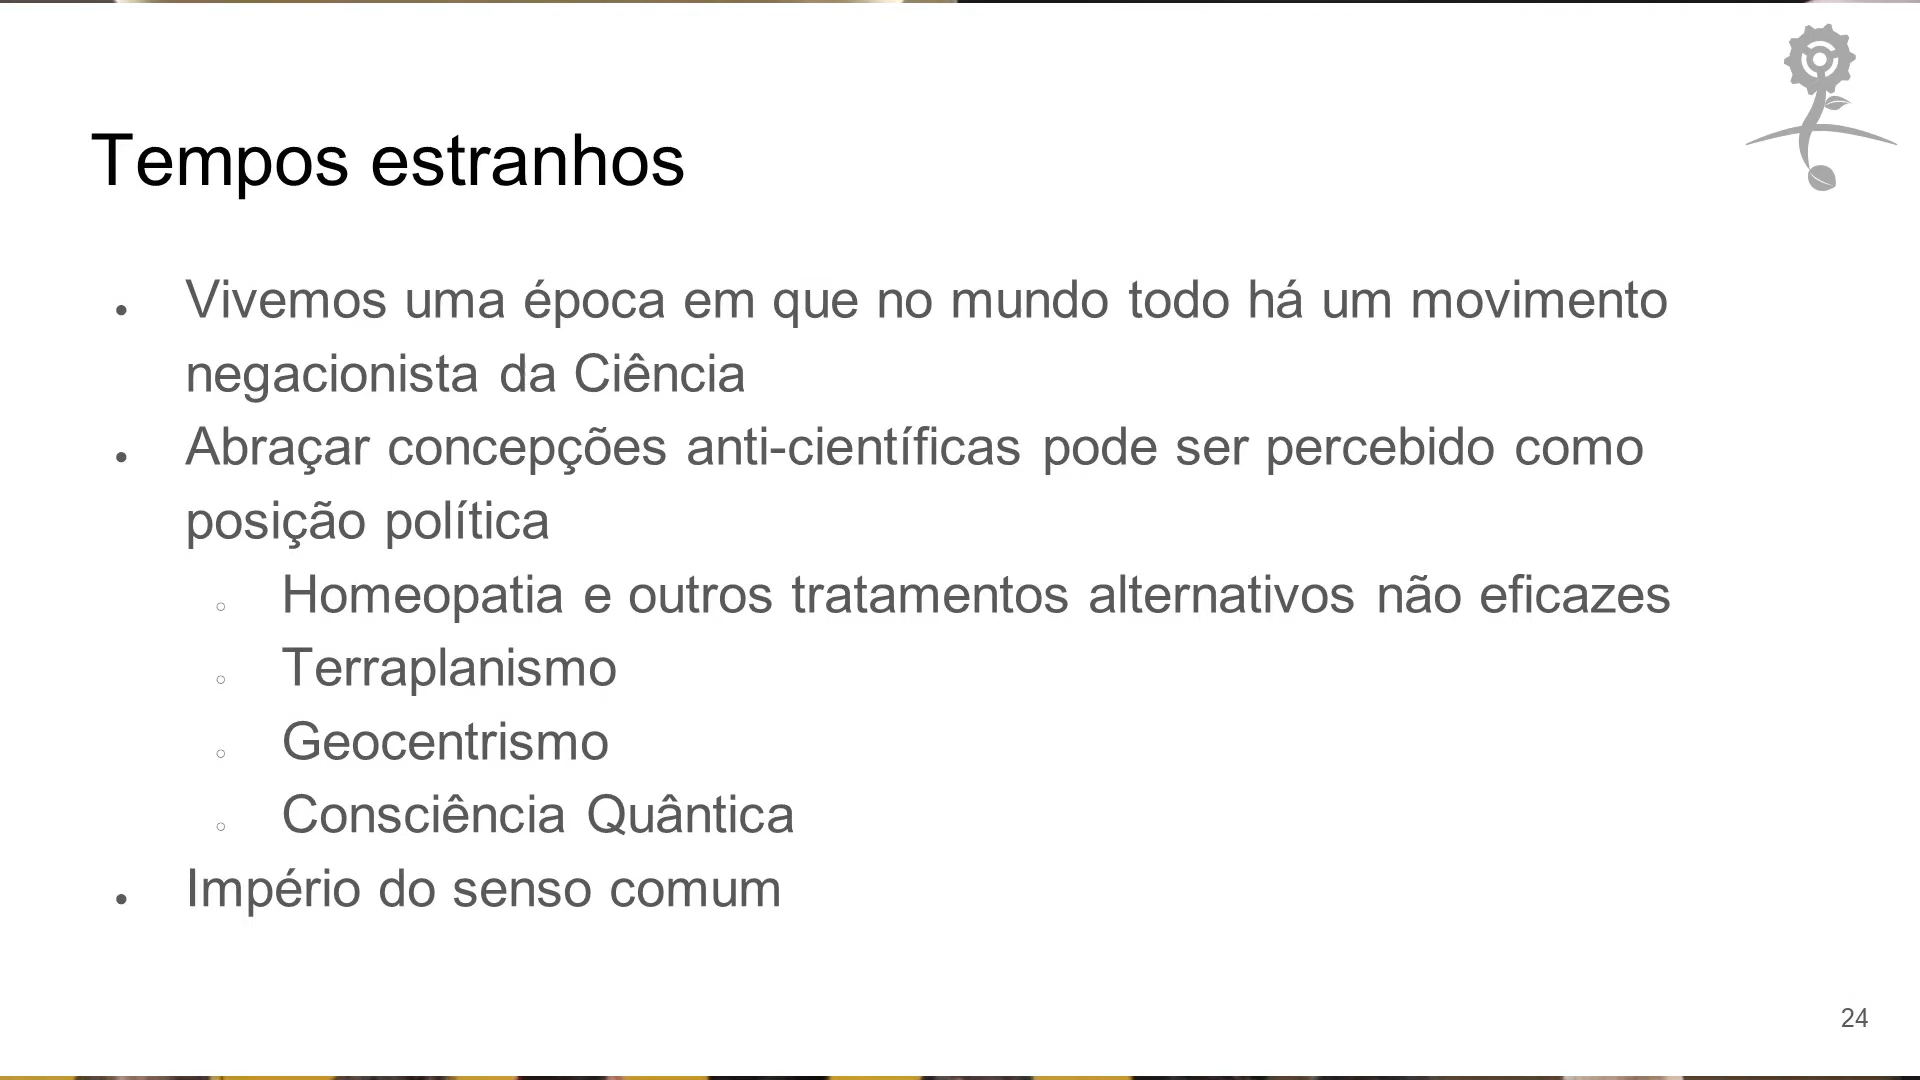 Tempos estranhos
● Vivemos uma época em que no mundo todo há um movimento
negacionista da Ciência
● Abraçar concepções anti-científicas pode ser percebido como
posição política
○ Homeopatia e outros tratamentos alternativos não eficazes
○ Terraplanismo
○ Geocentrismo
○ Consciência Quântica
● Império do senso comum
24